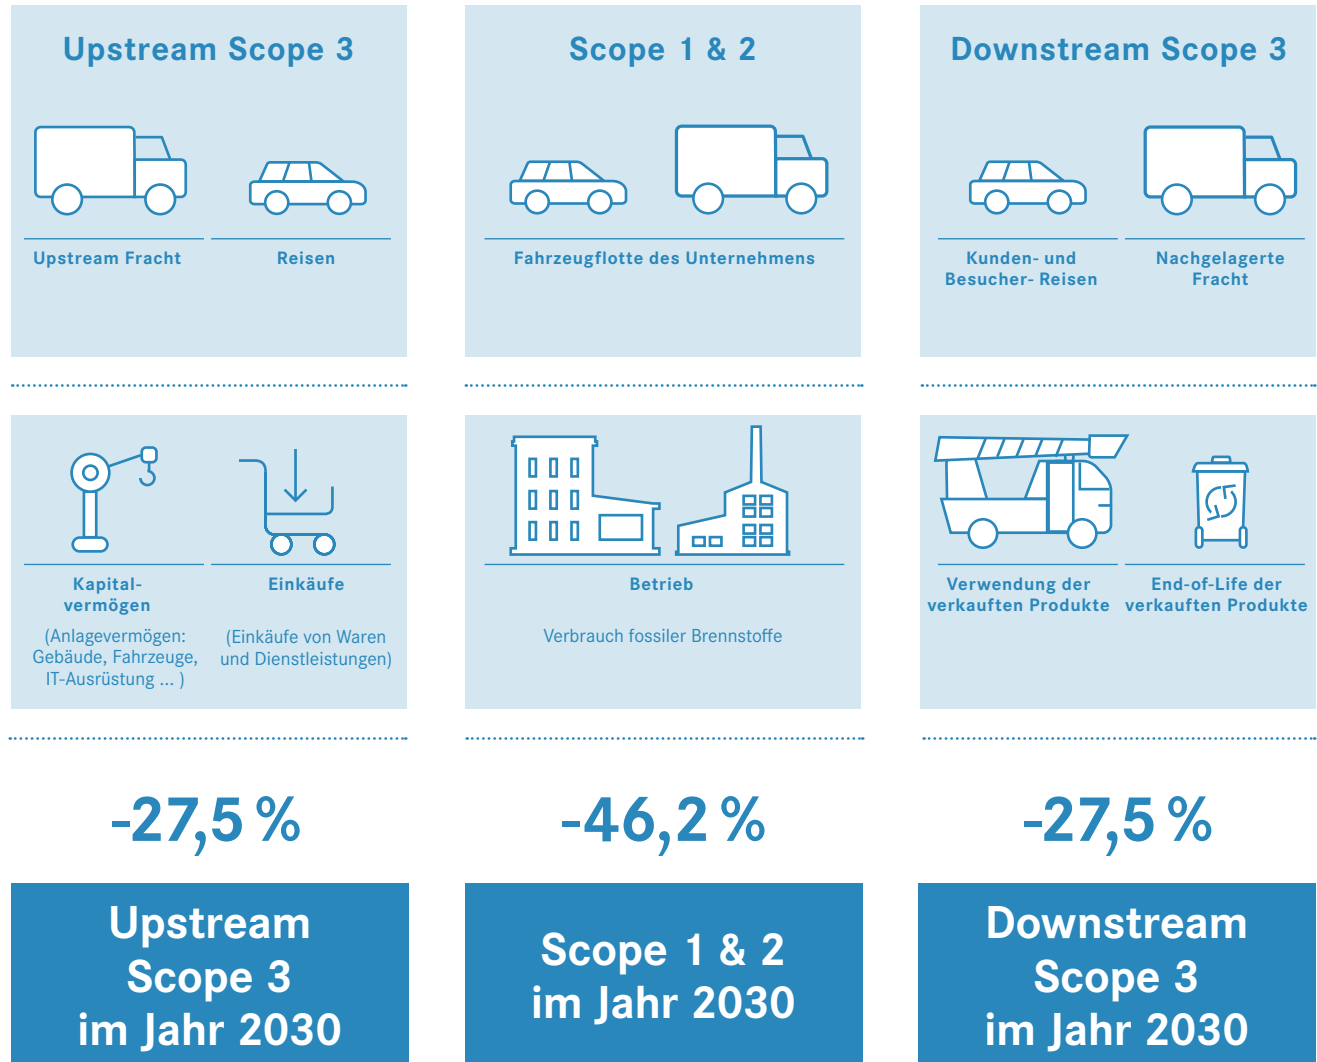 Upstream Scope 3
Upstream Fracht
Reisen
Kapital-
vermögen
(Anlagevermögen:
Gebäude, Fahrzeuge,
IT-Ausrüstung ... )
Einkäufe
(Einkäufe von Waren
und Dienstleistungen)
-27,5 %
Upstream
Scope 3
im Jahr 2030
Scope 1 & 2
Fahrzeugflotte des Unternehmens
Betrieb
Verbrauch fossiler Brennstoffe
-46,2 %
Scope 1 & 2
im Jahr 2030
Downstream Scope 3
Kunden- und
Besucher- Reisen
Nachgelagerte
Fracht
Verwendung der
verkauften Produkte
End-of-Life der
verkauften Produkte
-27,5 %
Downstream
Scope 3
im Jahr 2030